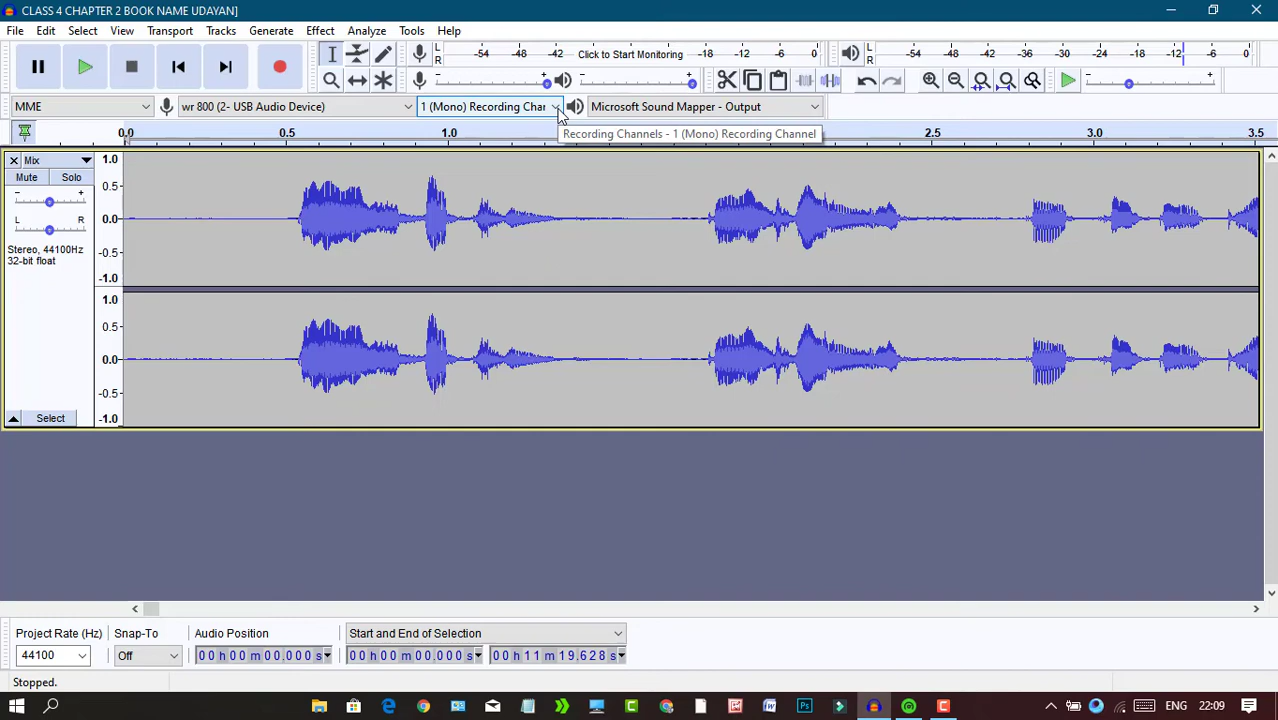 CLASS 4 CHAPTER 2 BOOK NAME UDAYAN]
File Edit Select View Transport Tracks Generate Effect Analyze Tools Help
L R -54 -48 -42 Click to Start Monitoring -18 -12 -6 0
L R -54 -48 -42 -36 -30 -24 -18 -12 -6 0
- + - + - +
MME wr 800 (2- USB Audio Device) 1 (Mono) Recording Char Microsoft Sound Mapper - Output
0.0 0.5 1.0 2.5 3.0 3.5
Recording Channels - 1 (Mono) Recording Channel
Mix
Mute Solo
- +
L R
Stereo, 44100Hz
32-bit float
1.0
0.5
0.0
-0.5
-1.0
1.0
0.5
0.0
-0.5
-1.0
Select
Project Rate (Hz) Snap-To Audio Position Start and End of Selection
44100 Off 00 h 00 m 00.000 s 00 h 00 m 00.000 s 00 h 11 m 19.628 s
Stopped.
ENG 22:09